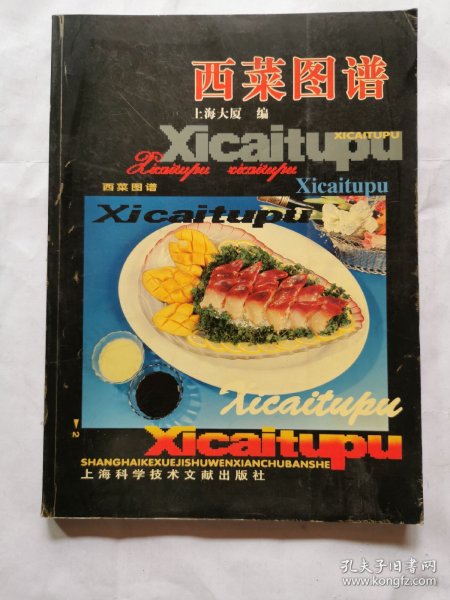 西菜图谱
上海大厦 编
Xicaitupu
XICAITUPU
Xicaitupu xicaitupu
西菜图谱
Xicaitupu
Xicaitupu
Xicaitupu
Xicaitupu
SHANGHAIKEXUEJISHUWENXIANCHUBANSHE
上海科学技术文献出版社
孔夫子旧书网
www.kongfz.com